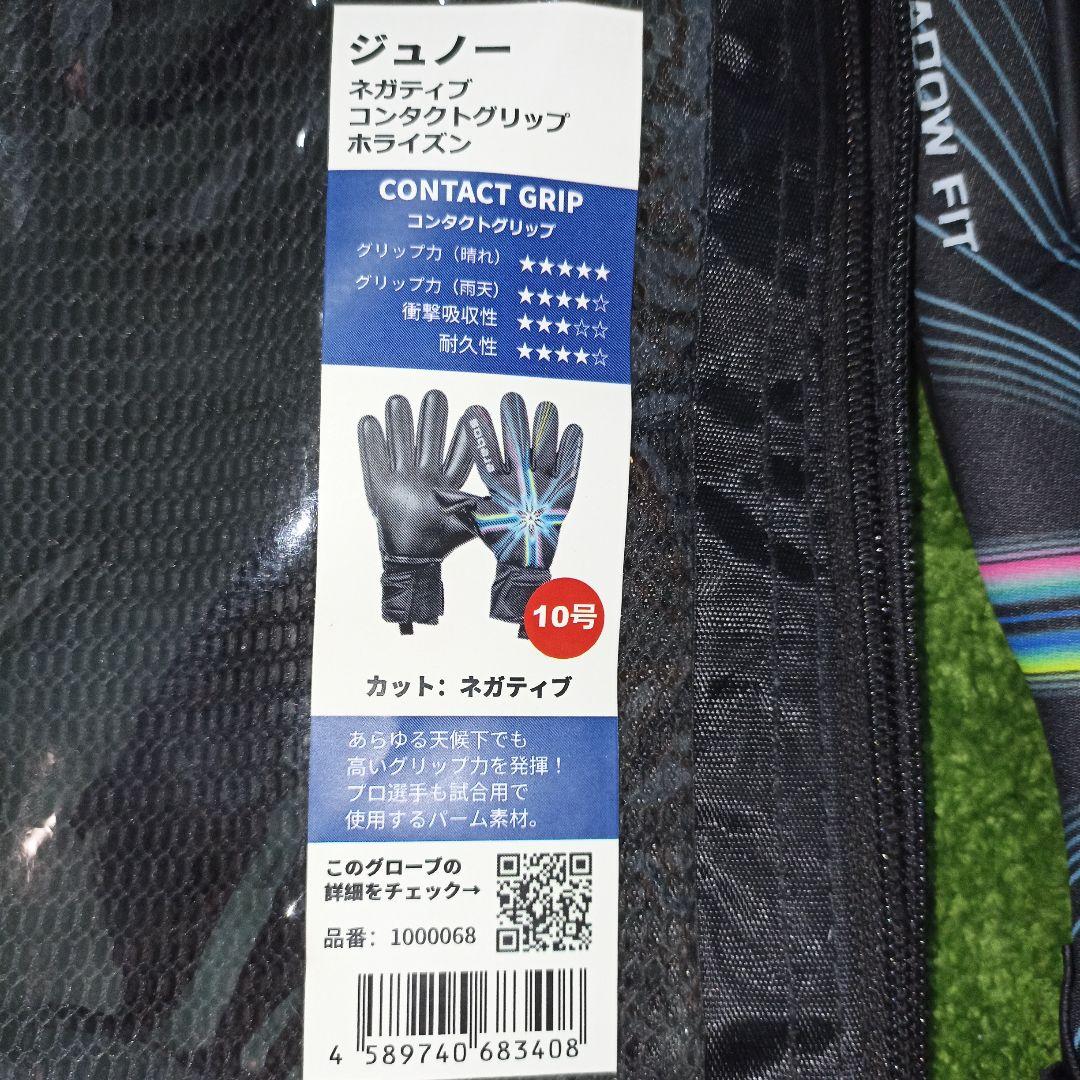 ジュノー
ネガティブ
コンタクトグリップ
ホライズン
CONTACT GRIP
コンタクトグリップ
グリップ力（晴れ） ★★★★★
グリップ力（雨天） ★★★★☆
衝撃吸収性 ★★★☆☆
耐久性 ★★★★☆
10号
カット：ネガティブ
あらゆる天候下でも
高いグリップ力を発揮！
プロ選手も試合用で
使用するパーム素材。
このグローブの
詳細をチェック→
品番：1000068
4 589740 683408
ADOW FIT